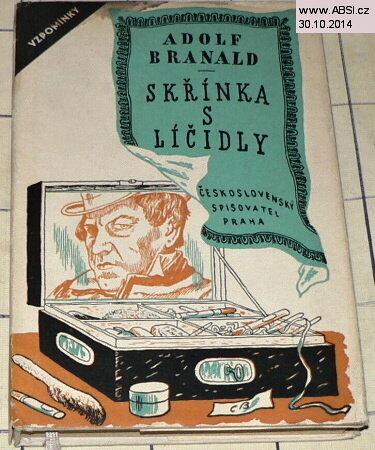 www.ABSI.cz
30.10.2014
VZPOMÍNKY
ADOLF
BRANALD
SKŘÍNKA
S
LÍČIDLY
ČESKOSLOVENSKÝ
SPISOVATEL
PRAHA